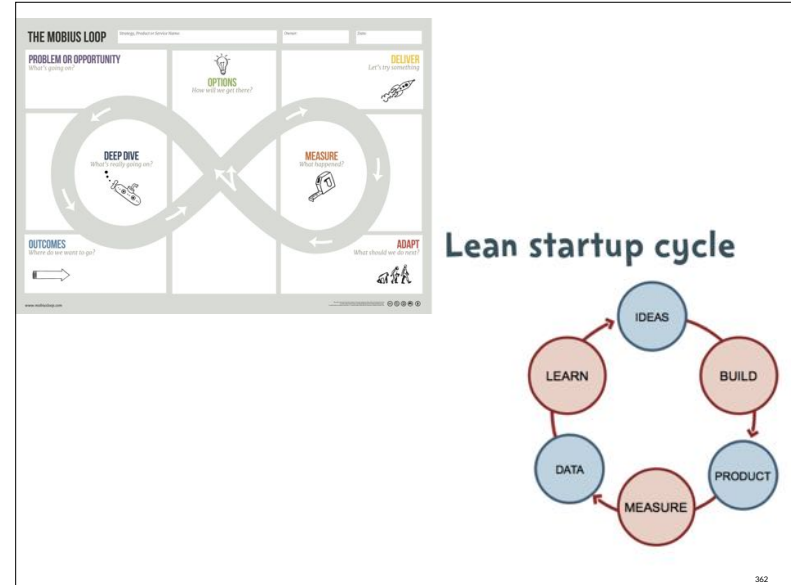 THE MOBIUS LOOP
Strategy, Product or Service Name:
Owner:
Date:
PROBLEM OR OPPORTUNITY
What's going on?
OPTIONS
How will we get there?
DELIVER
Let's try something
DEEP DIVE
What's really going on?
MEASURE
What happened?
OUTCOMES
Where do we want to go?
ADAPT
What should we do next?
www.mobiusloop.com
Lean startup cycle
IDEAS
LEARN
BUILD
DATA
PRODUCT
MEASURE
362